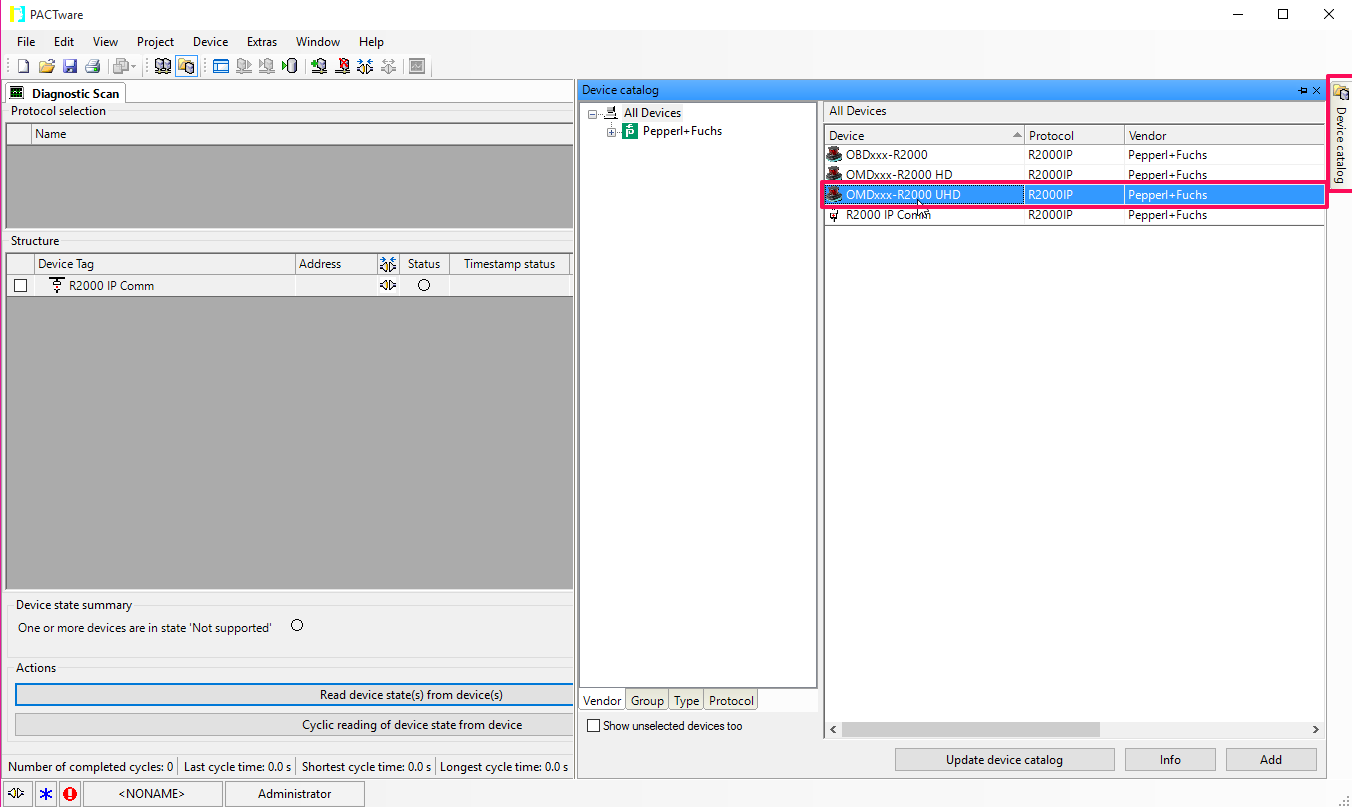 PACTware
File Edit View Project Device Extras Window Help
Diagnostic Scan
Protocol selection
Name
Structure
Device Tag Address Status Timestamp status
R2000 IP Comm
Device state summary
One or more devices are in state 'Not supported'
Actions
Read device state(s) from device(s)
Cyclic reading of device state from device
Number of completed cycles: 0 Last cycle time: 0.0 s Shortest cycle time: 0.0 s Longest cycle time: 0.0 s
<NONAME> Administrator
Device catalog
All Devices
Pepperl+Fuchs
Vendor Group Type Protocol
Show unselected devices too
All Devices
Device Protocol Vendor
OBDxxx-R2000 R2000IP Pepperl+Fuchs
OMDxxx-R2000 HD R2000IP Pepperl+Fuchs
OMDxxx-R2000 UHD R2000IP Pepperl+Fuchs
R2000 IP Comm R2000IP Pepperl+Fuchs
Update device catalog Info Add
Device catalog